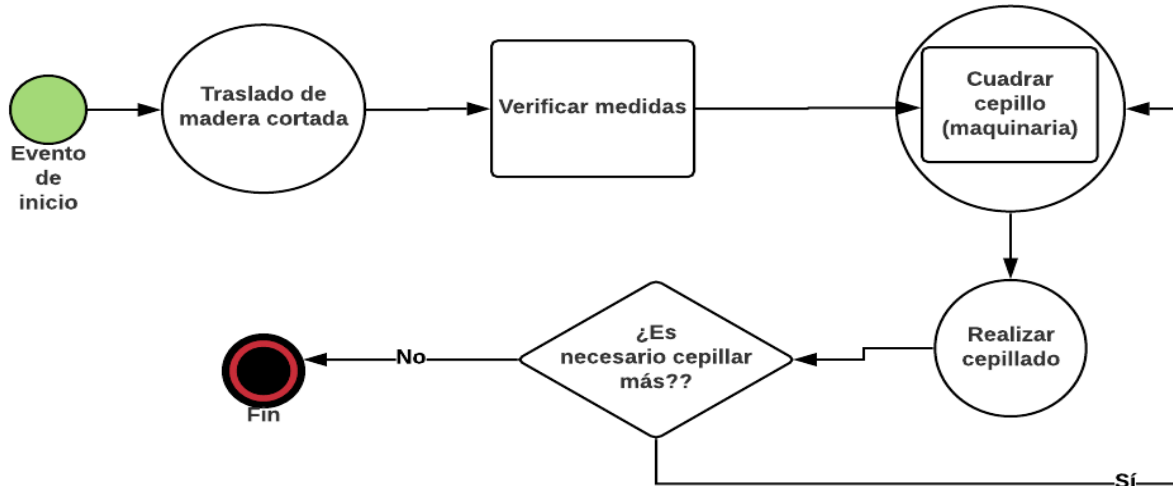 Evento
de
inicio
Traslado de
madera cortada
Verificar medidas
Cuadrar
cepillo
(maquinaria)
Realizar
cepillado
¿Es
necesario cepillar
más??
No
Fin
Sí